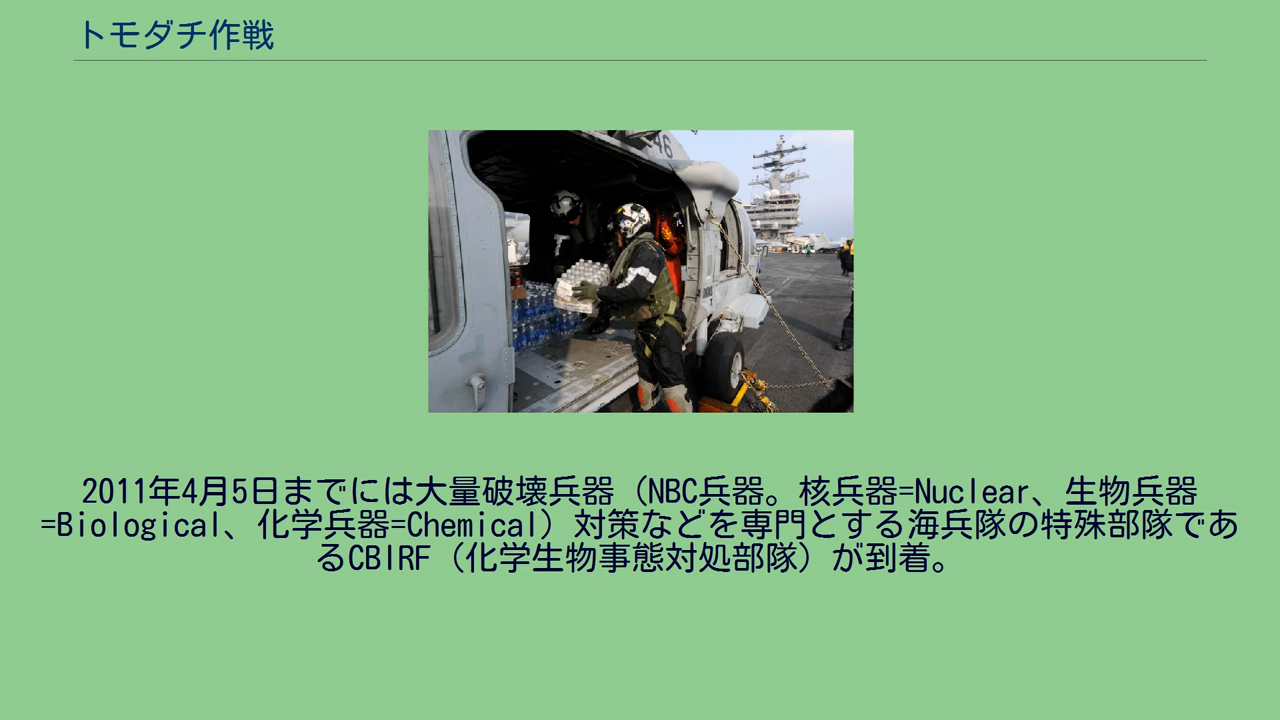 トモダチ作戦
46
2011年4月5日までには大量破壊兵器（NBC兵器。核兵器=Nuclear、生物兵器
=Biological、化学兵器=Chemical）対策などを専門とする海兵隊の特殊部隊であ
るCBIRF（化学生物事態対処部隊）が到着。